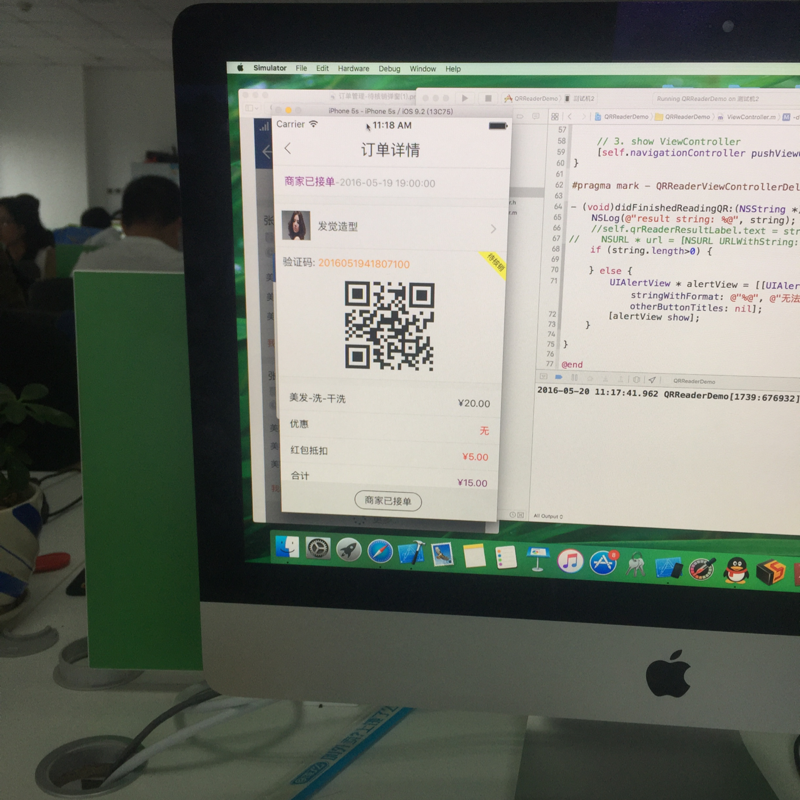 Simulator File Edit Hardware Debug Window Help
Running QRReaderDemo on 测试机2
QRReaderDemo 测试机2
iPhone 5s - iPhone 5s / iOS 9.2 (13C75)
Carrier 11:18 AM
订单详情
商家已接单-2016-05-19 19:00:00
发觉造型
验证码: 2016051941807100
待核销
美发-洗-干洗 ¥20.00
优惠 无
红包抵扣 ¥5.00
合计 ¥15.00
商家已接单
QRReaderDemo QRReaderDemo ViewController.m
57
58 // 3. show ViewController
59 [self.navigationController pushViewC
60 }
61
62 #pragma mark - QRReaderViewControllerDel
63
64 - (void)didFinishedReadingQR:(NSString *
65 NSLog(@"result string: %@", string);
66 //self.qrReaderResultLabel.text = str
67 // NSURL * url = [NSURL URLWithString:
68 if (string.length>0) {
69
70 } else {
71 UIAlertView * alertView = [[UIAler
stringWithFormat: @"%@", @"无法
otherButtonTitles: nil];
72 [alertView show];
73 }
74
75 }
76
77 @end
QRReaderDemo
2016-05-20 11:17:41.962 QRReaderDemo[1739:676932]
All Output